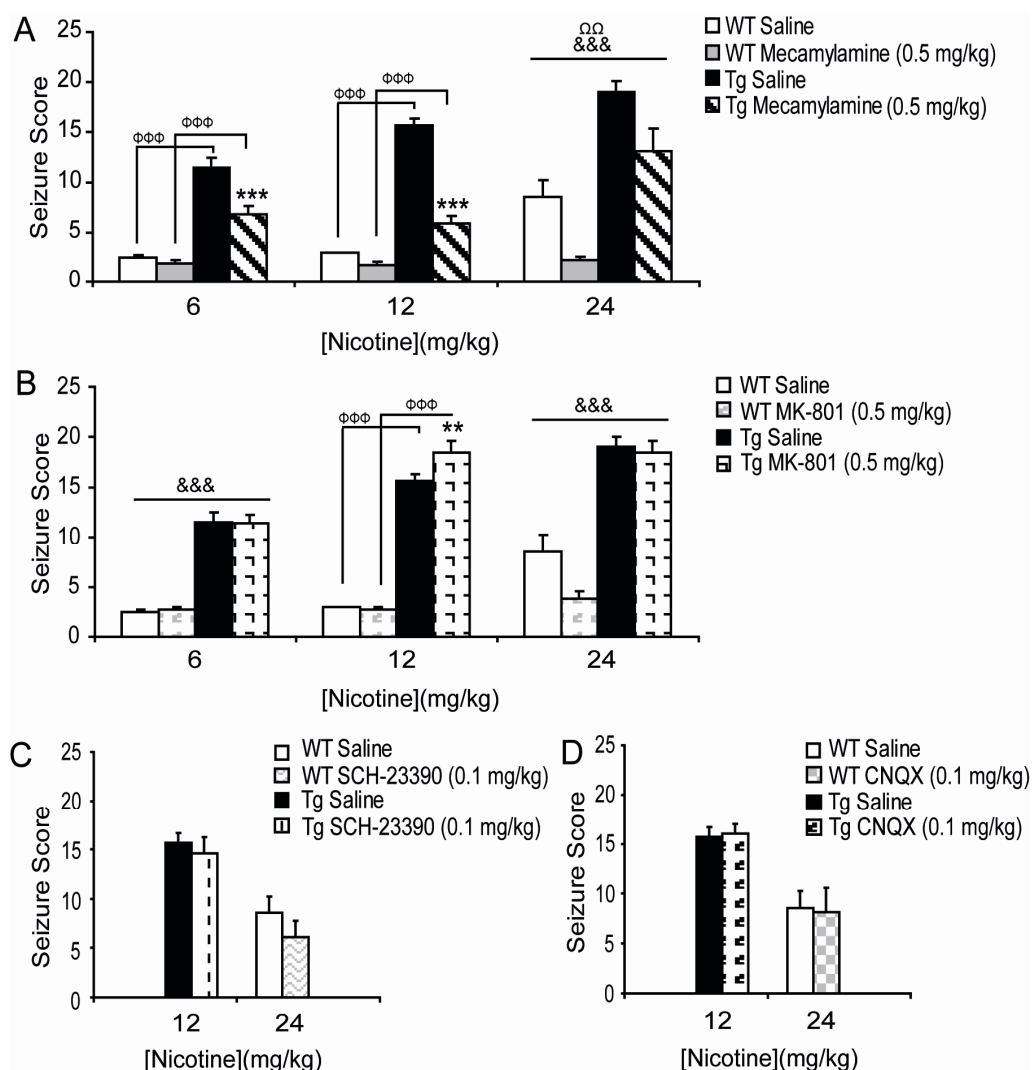 A
25
20
15
10
5
0
Seizure Score
ΦΦΦ
ΦΦΦ
***
ΦΦΦ
ΦΦΦ
***
ΩΩ
&&&
WT Saline
WT Mecamylamine (0.5 mg/kg)
Tg Saline
Tg Mecamylamine (0.5 mg/kg)
6 12 24
[Nicotine](mg/kg)
B
25
20
15
10
5
0
Seizure Score
&&&
ΦΦΦ
ΦΦΦ
**
&&&
WT Saline
WT MK-801 (0.5 mg/kg)
Tg Saline
Tg MK-801 (0.5 mg/kg)
6 12 24
[Nicotine](mg/kg)
C
25
20
15
10
5
0
Seizure Score
WT Saline
WT SCH-23390 (0.1 mg/kg)
Tg Saline
Tg SCH-23390 (0.1 mg/kg)
12 24
[Nicotine](mg/kg)
D
25
20
15
10
5
0
Seizure Score
WT Saline
WT CNQX (0.1 mg/kg)
Tg Saline
Tg CNQX (0.1 mg/kg)
12 24
[Nicotine](mg/kg)